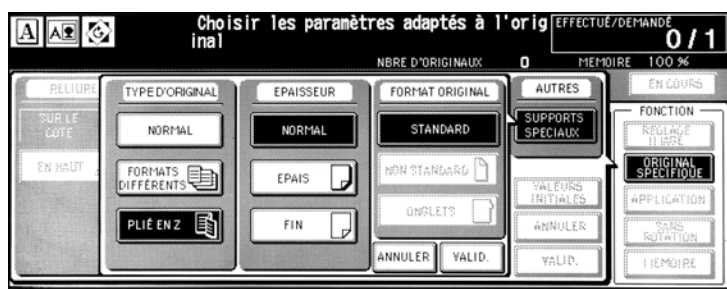 A A
Choisir les paramètres adaptés à l'orig
inal
EFFECTUÉ/DEMANDÉ
0/1
NBRE D'ORIGINAUX 0 MEMOIRE 100 %
RELIURE
SUR LE
COTE
EN HAUT
TYPE D'ORIGINAL
NORMAL
FORMATS
DIFFÉRENTS
PLIÉ EN Z
EPAISSEUR
NORMAL
EPAIS
FIN
FORMAT ORIGINAL
STANDARD
NON STANDARD
ONGLETS
ANNULER VALID.
AUTRES
SUPPORTS
SPECIAUX
VALEURS
INITIALES
ANNULER
VALID.
EN COURS
FONCTION
REGLAGE
IMAGE
ORIGINAL
SPECIFIQUE
APPLICATION
SANS
ROTATION
MEMOIRE